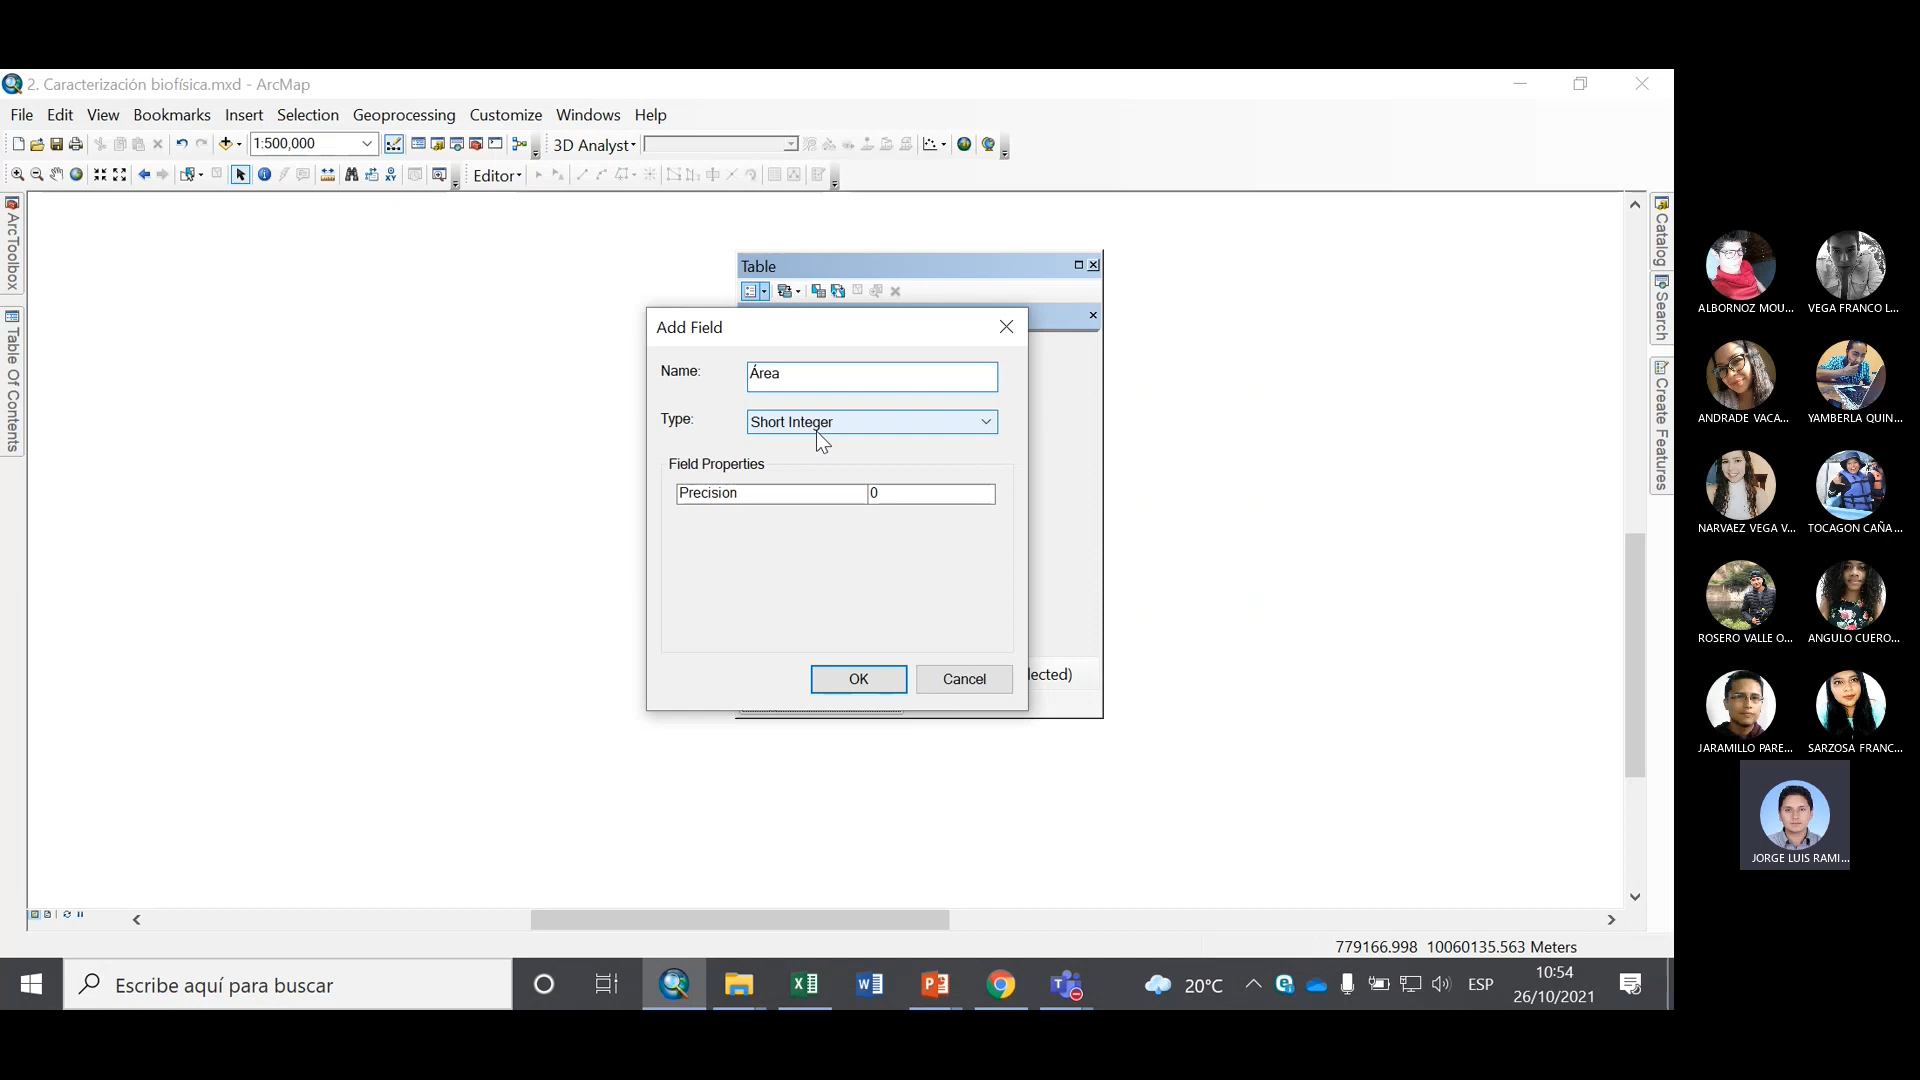 2. Caracterización biofísica.mxd - ArcMap
File Edit View Bookmarks Insert Selection Geoprocessing Customize Windows Help
1:500,000 3D Analyst
Editor
ArcToolbox
Table Of Contents
Catalog
Search
Create Features
Table
Add Field
Name: Área
Type: Short Integer
Field Properties
Precision 0
OK Cancel
lected)
779166.998 10060135.563 Meters
Escribe aquí para buscar
20°C ESP
10:54
26/10/2021
ALBORNOZ MOU... VEGA FRANCO L...
ANDRADE VACA... YAMBERLA QUIN...
NARVAEZ VEGA V... TOCAGON CAÑA...
ROSERO VALLE O... ANGULO CUERO...
JARAMILLO PARE... SARZOSA FRANC...
JORGE LUIS RAMI...